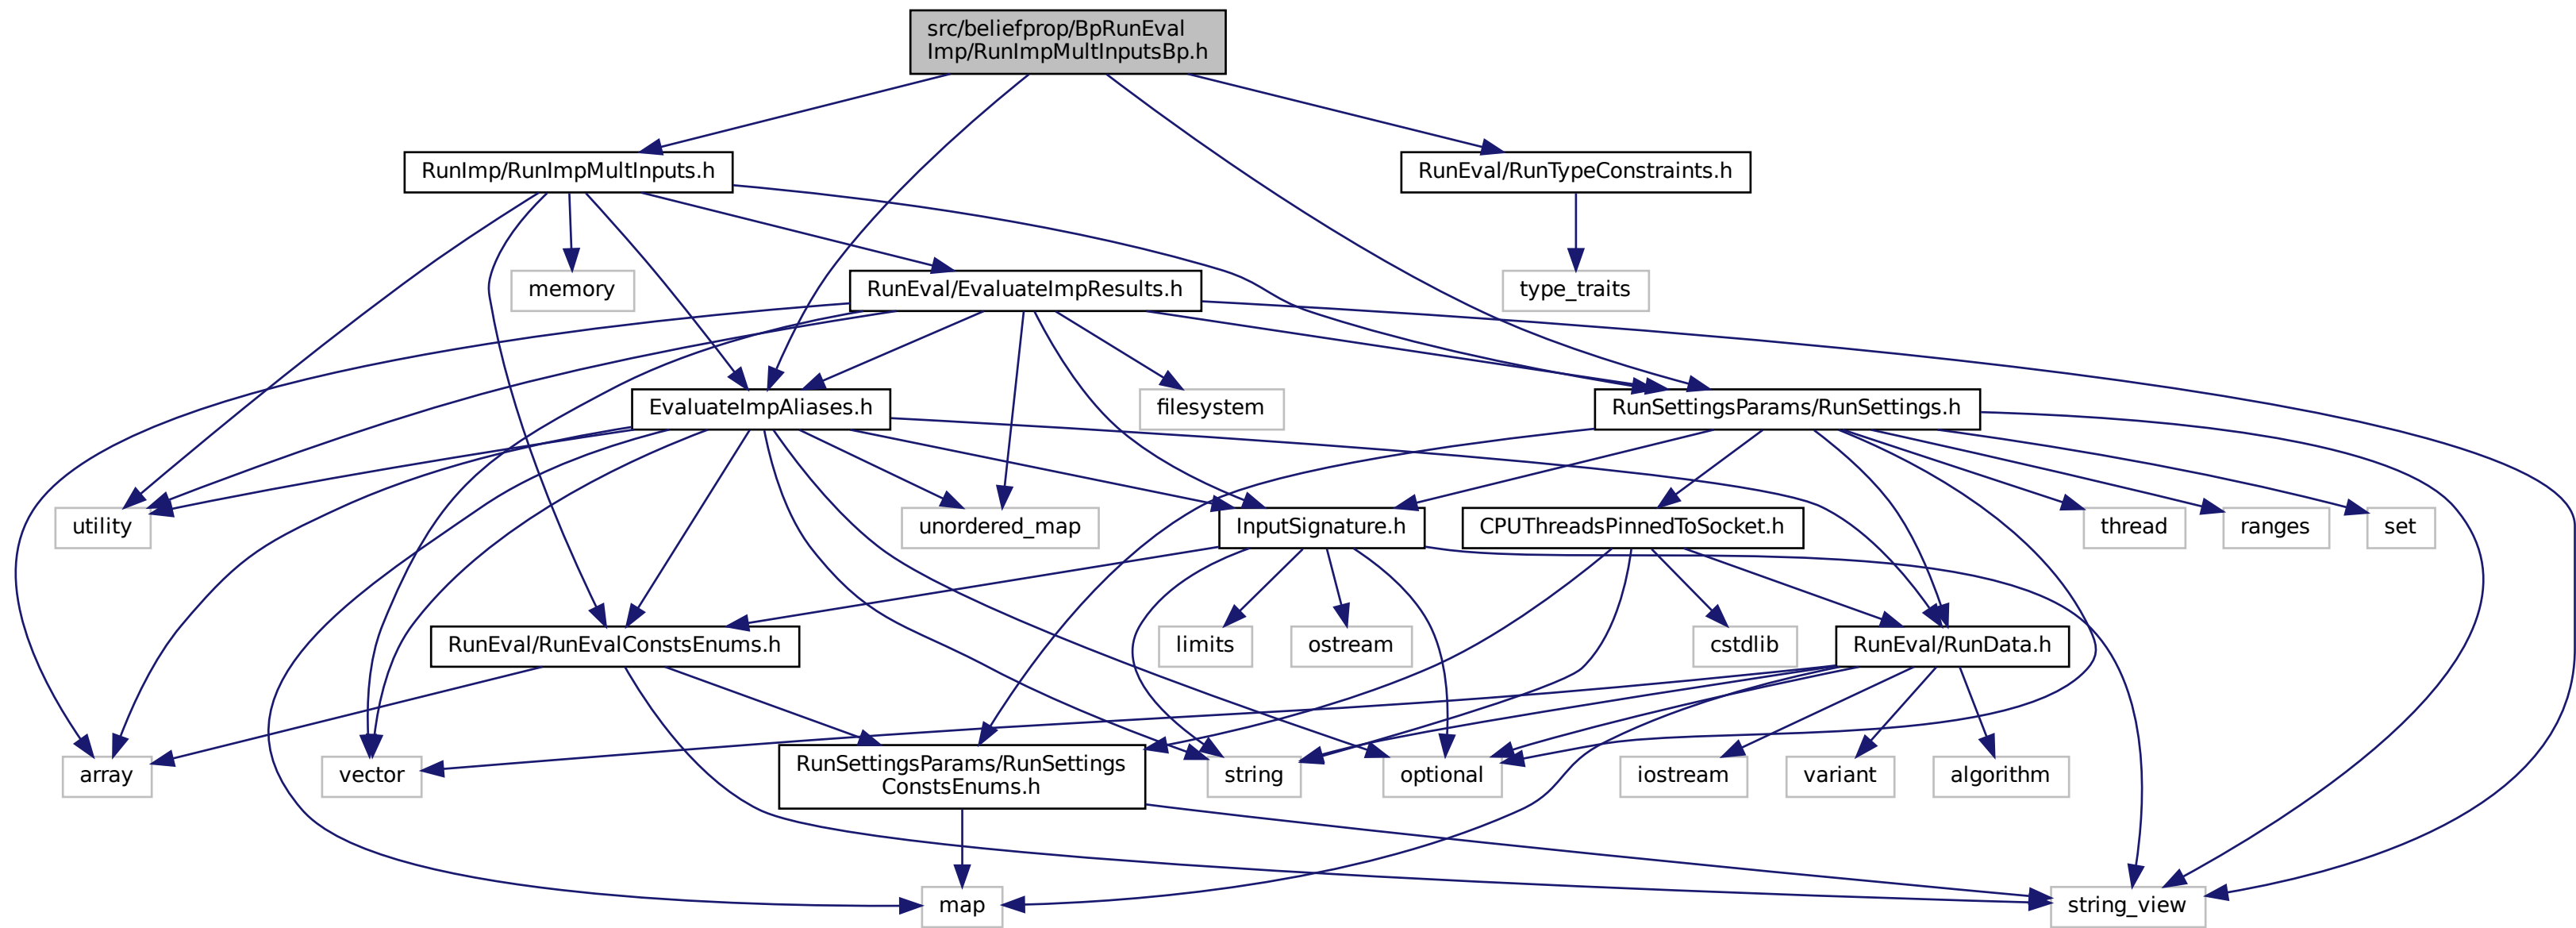 src/beliefprop/BpRunEval
Imp/RunImpMultInputsBp.h
RunImp/RunImpMultInputs.h
RunEval/RunTypeConstraints.h
memory
RunEval/EvaluateImpResults.h
type_traits
EvaluateImpAliases.h
filesystem
RunSettingsParams/RunSettings.h
utility
unordered_map
InputSignature.h
CPUThreadsPinnedToSocket.h
thread
ranges
set
RunEval/RunEvalConstsEnums.h
limits
ostream
cstdlib
RunEval/RunData.h
array
vector
RunSettingsParams/RunSettings
ConstsEnums.h
string
optional
iostream
variant
algorithm
map
string_view